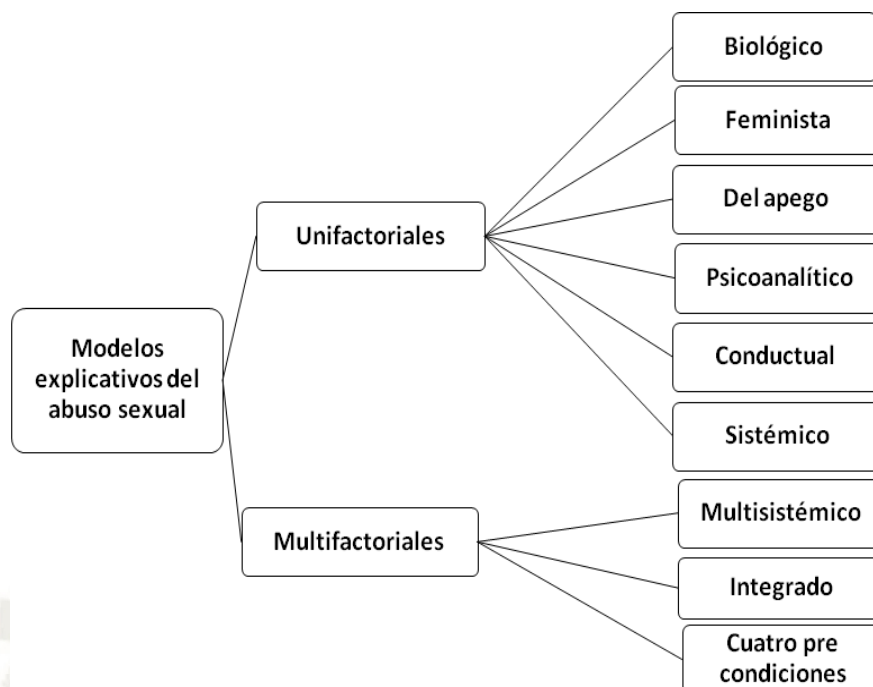 Modelos
explicativos del
abuso sexual
Unifactoriales
Biológico
Feminista
Del apego
Psicoanalítico
Conductual
Sistémico
Multifactoriales
Multisistémico
Integrado
Cuatro pre
condiciones